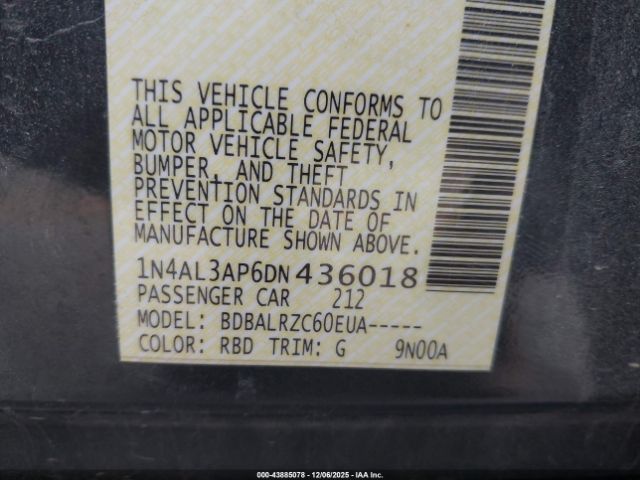 THIS VEHICLE CONFORMS TO
ALL APPLICABLE FEDERAL
MOTOR VEHICLE SAFETY,
BUMPER, AND THEFT
PREVENTION STANDARDS IN
EFFECT ON THE DATE OF
MANUFACTURE SHOWN ABOVE.
1N4AL3AP6DN436018
PASSENGER CAR 212
MODEL: BDBALRZC60EUA-----
COLOR: RBD TRIM: G 9N00A
000-43885078 - 12/06/2025 - IAA Inc.